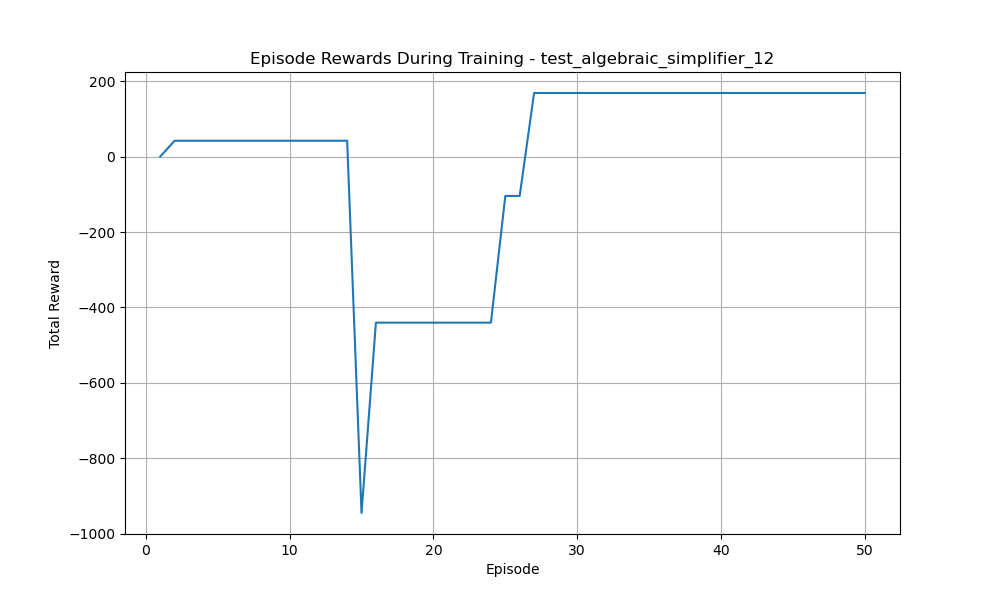 Episode Rewards During Training - test_algebraic_simplifier_12
200
0
−200
−400
−600
−800
−1000
Total Reward
0 10 20 30 40 50
Episode